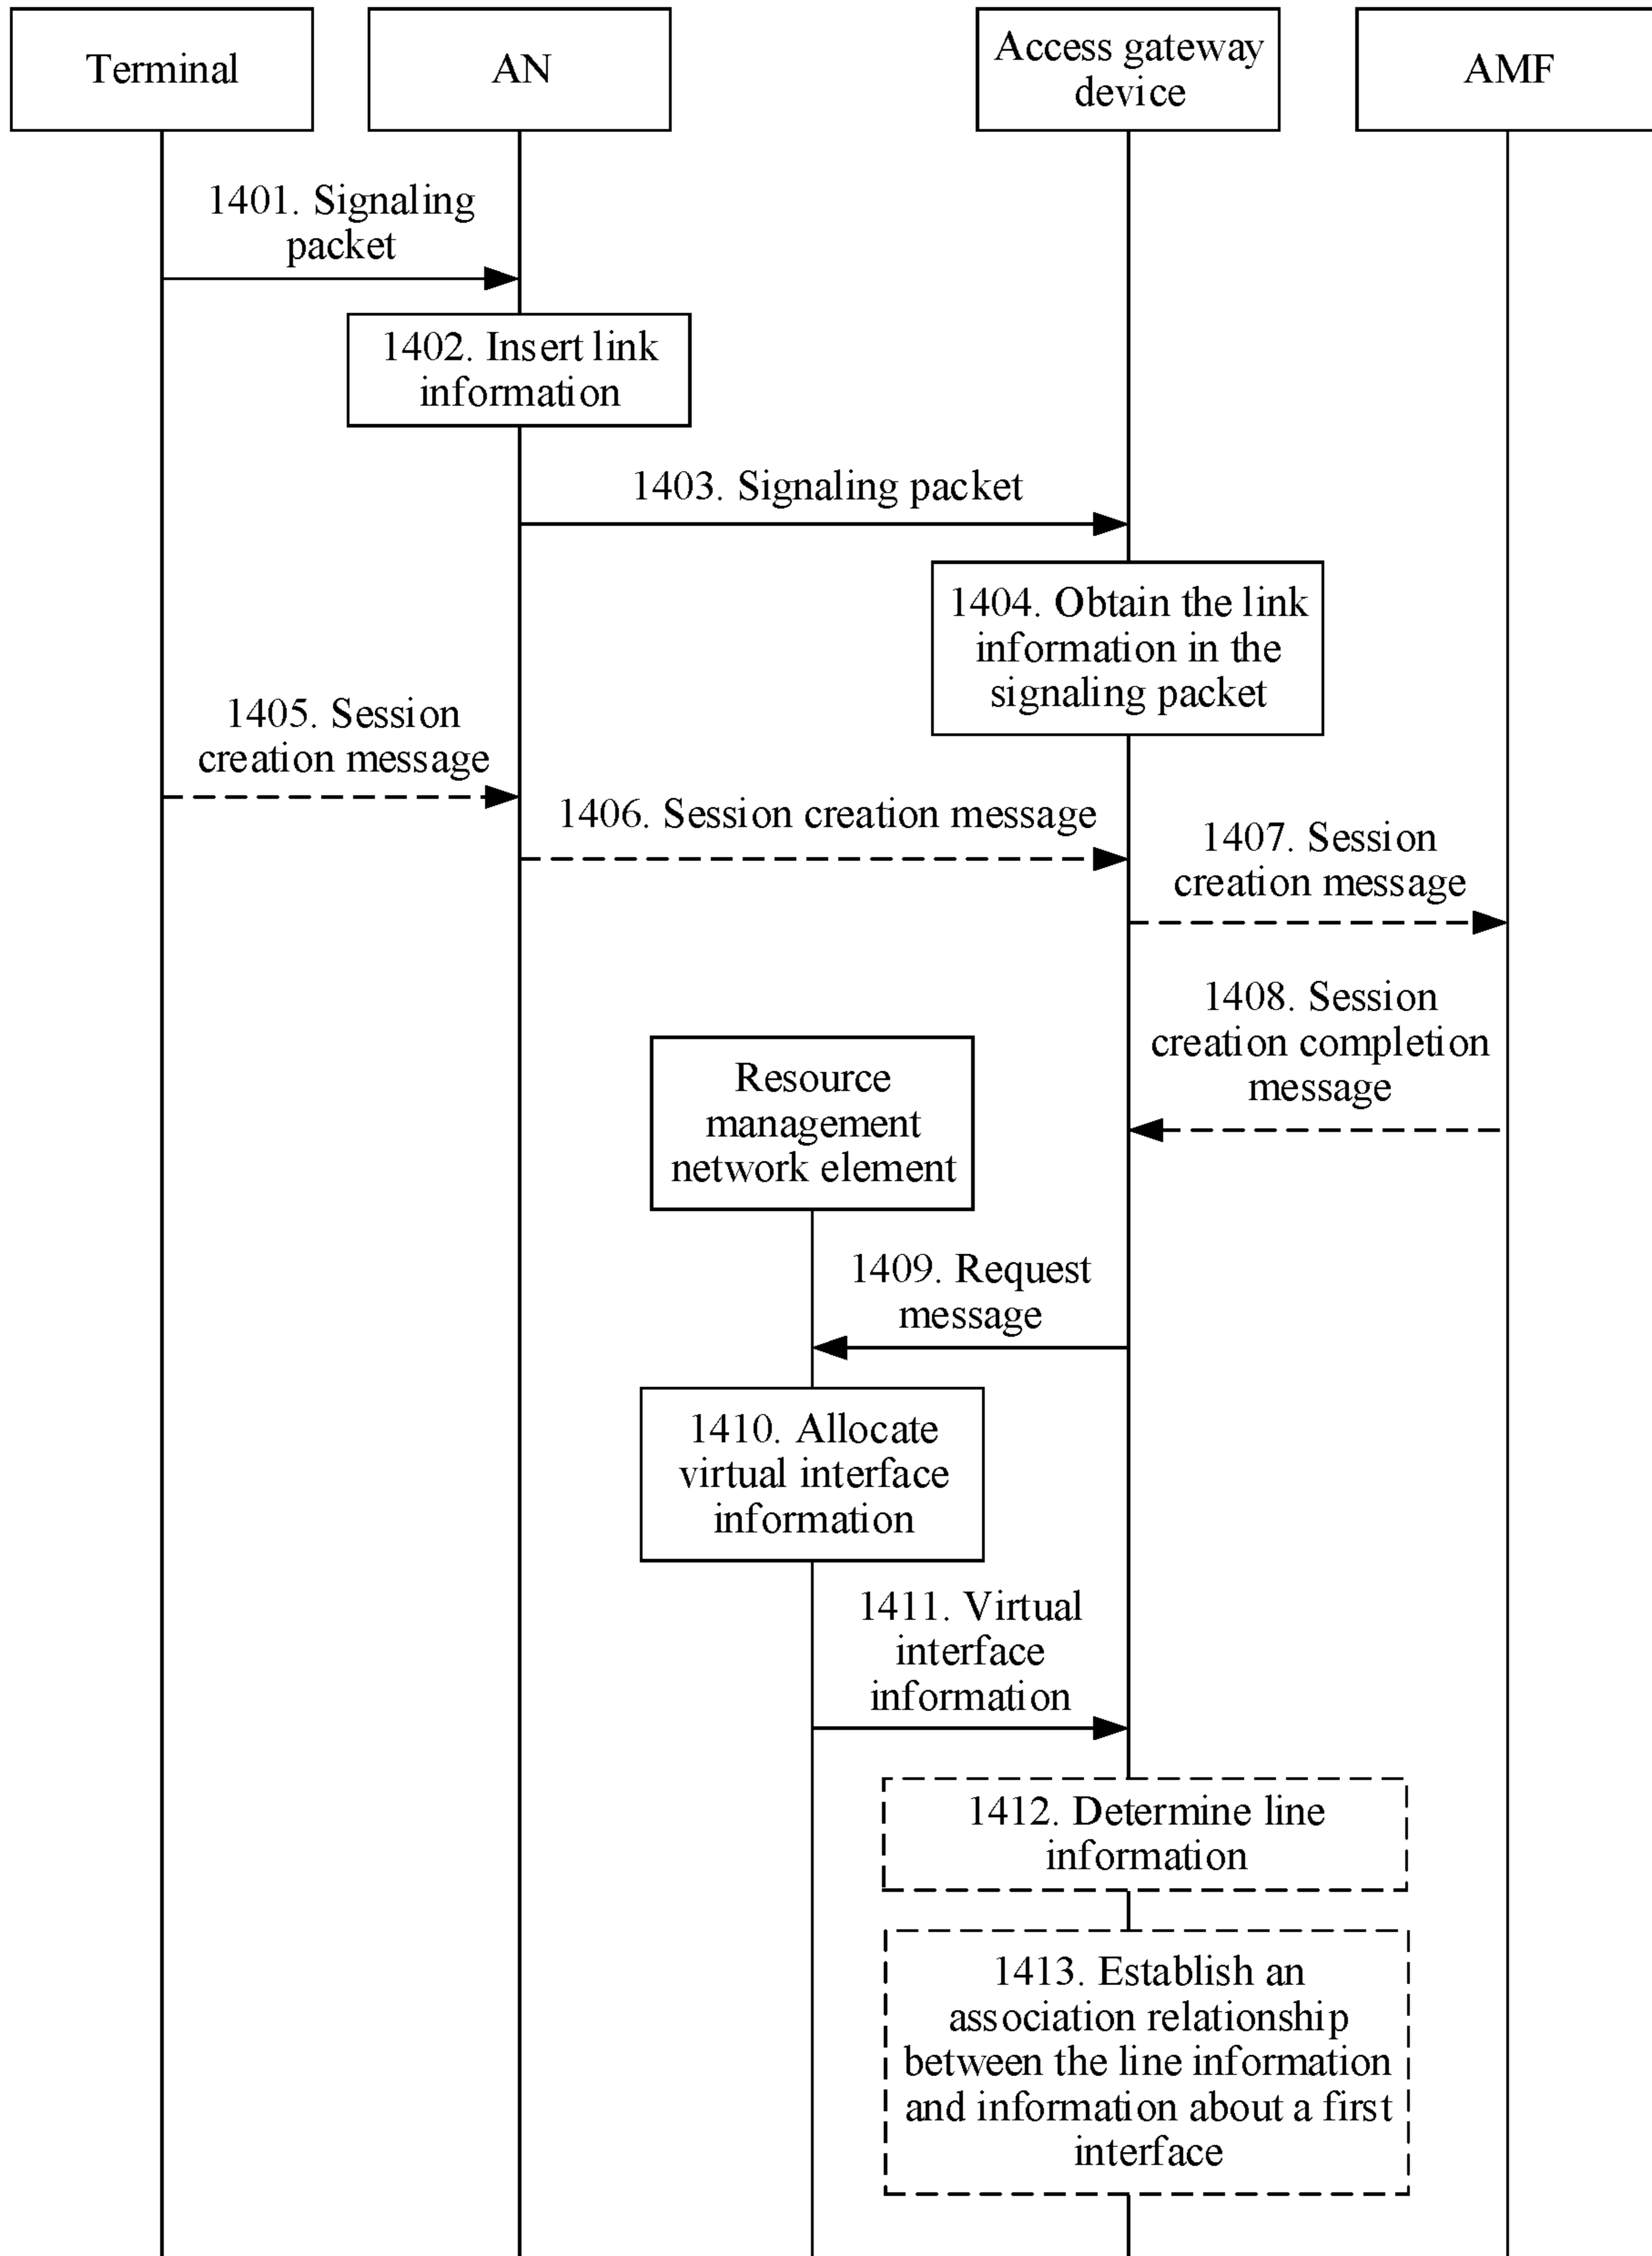 Terminal
AN
Access gateway
device
AMF
1401. Signaling
packet
1402. Insert link
information
1403. Signaling packet
1404. Obtain the link
information in the
signaling packet
1405. Session
creation message
1406. Session creation message
1407. Session
creation message
1408. Session
creation completion
message
Resource
management
network element
1409. Request
message
1410. Allocate
virtual interface
information
1411. Virtual
interface
information
1412. Determine line
information
1413. Establish an
association relationship
between the line information
and information about a first
interface